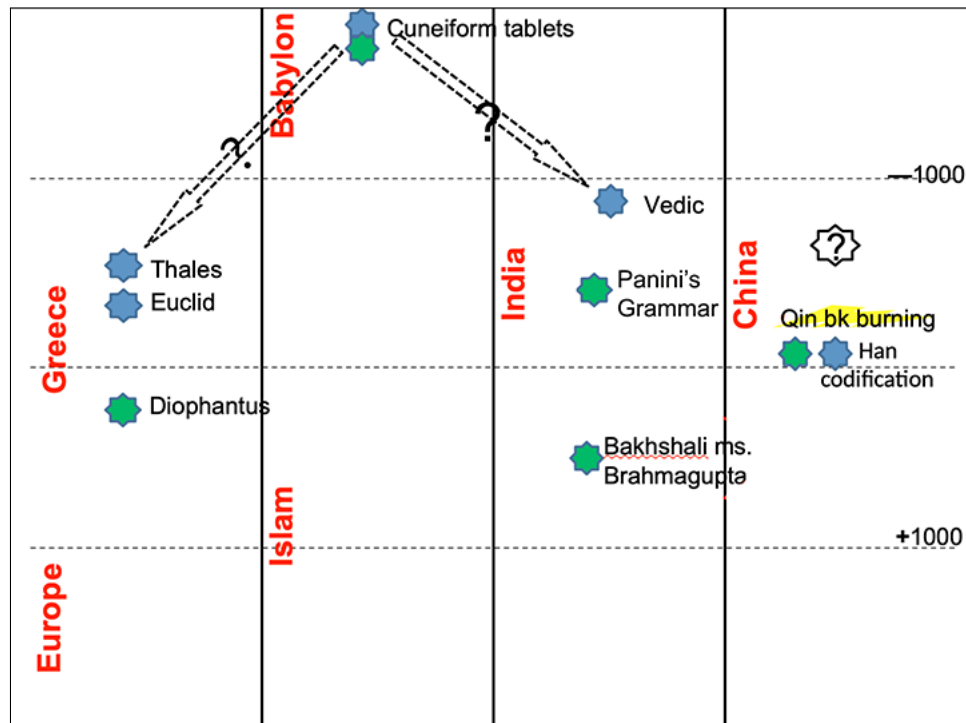 Cuneiform tablets
Babylon
?
?
—1000
Vedic
?
Thales
Euclid
Greece
India
Panini's
Grammar
China
Qin bk burning
Han
codification
Diophantus
Bakhshali ms.
Brahmagupta
Islam
+1000
Europe